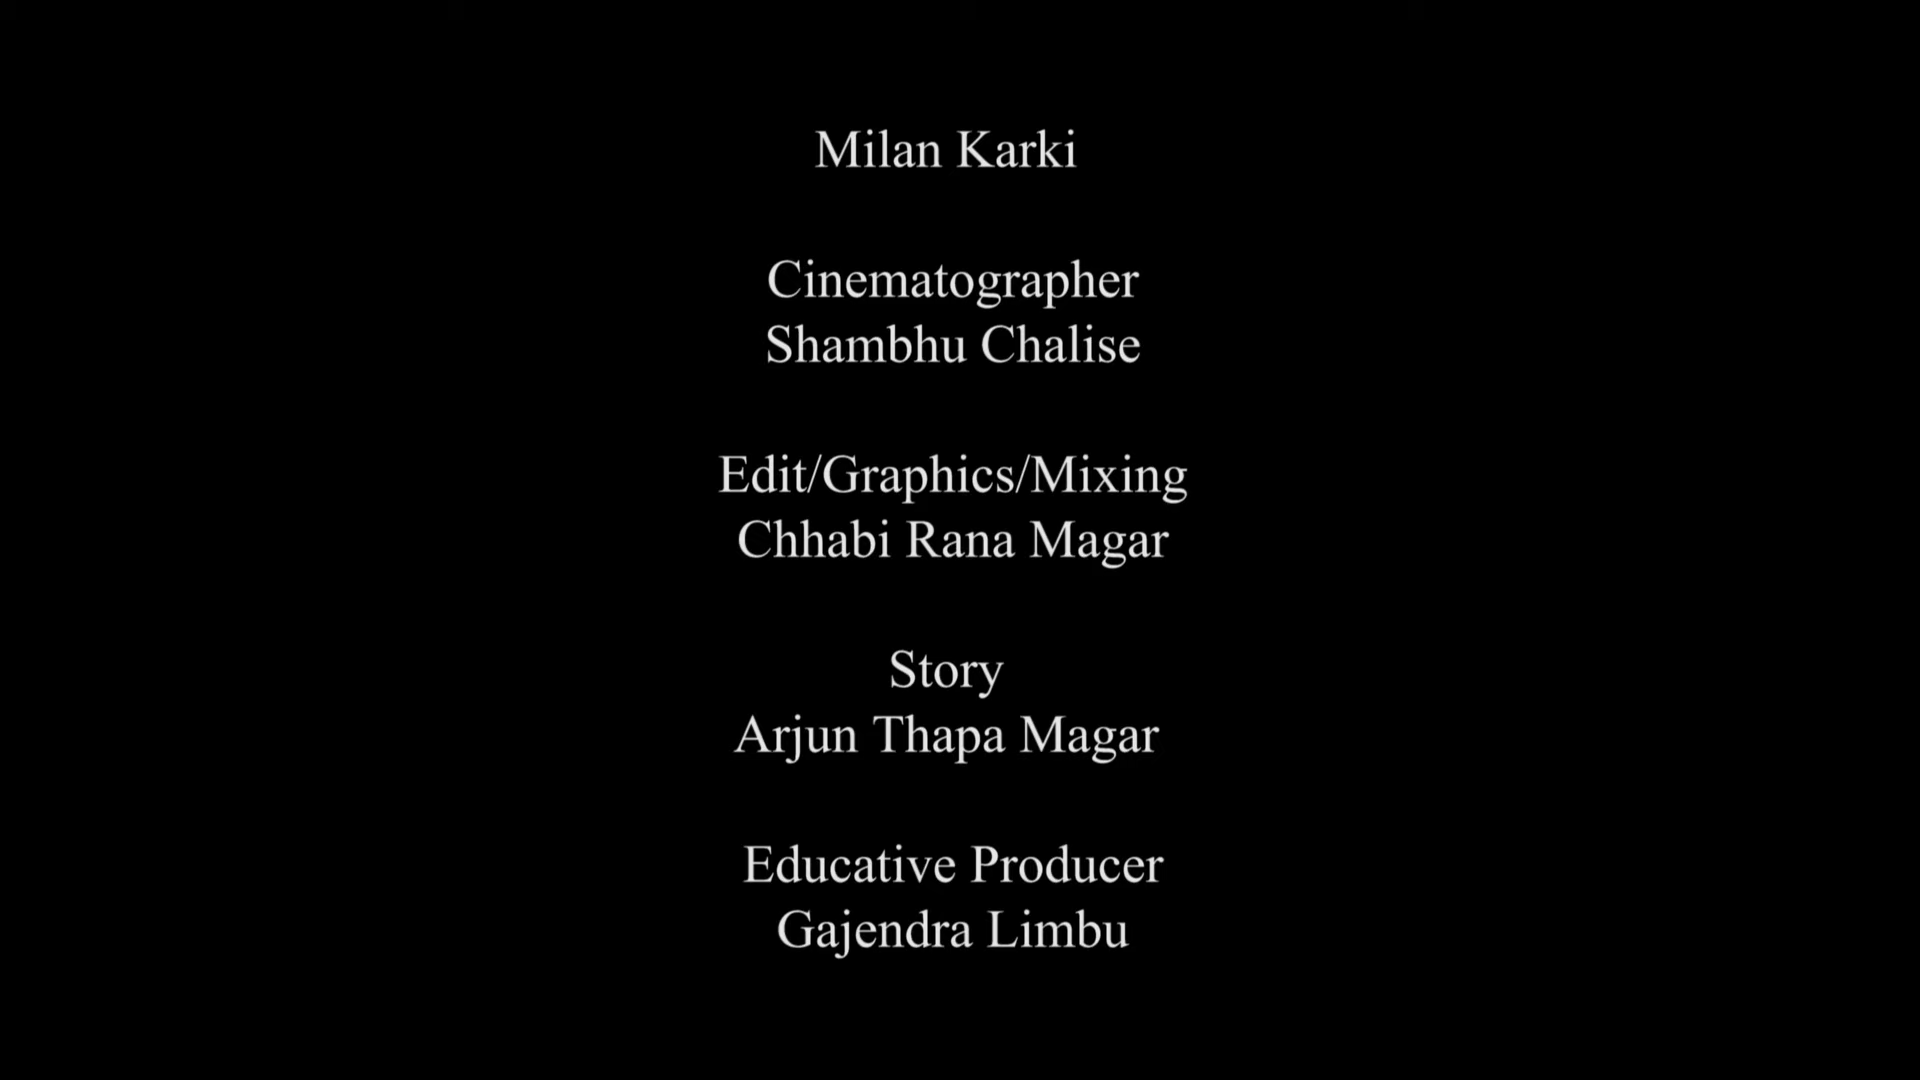 Milan Karki
Cinematographer
Shambhu Chalise
Edit/Graphics/Mixing
Chhabi Rana Magar
Story
Arjun Thapa Magar
Educative Producer
Gajendra Limbu